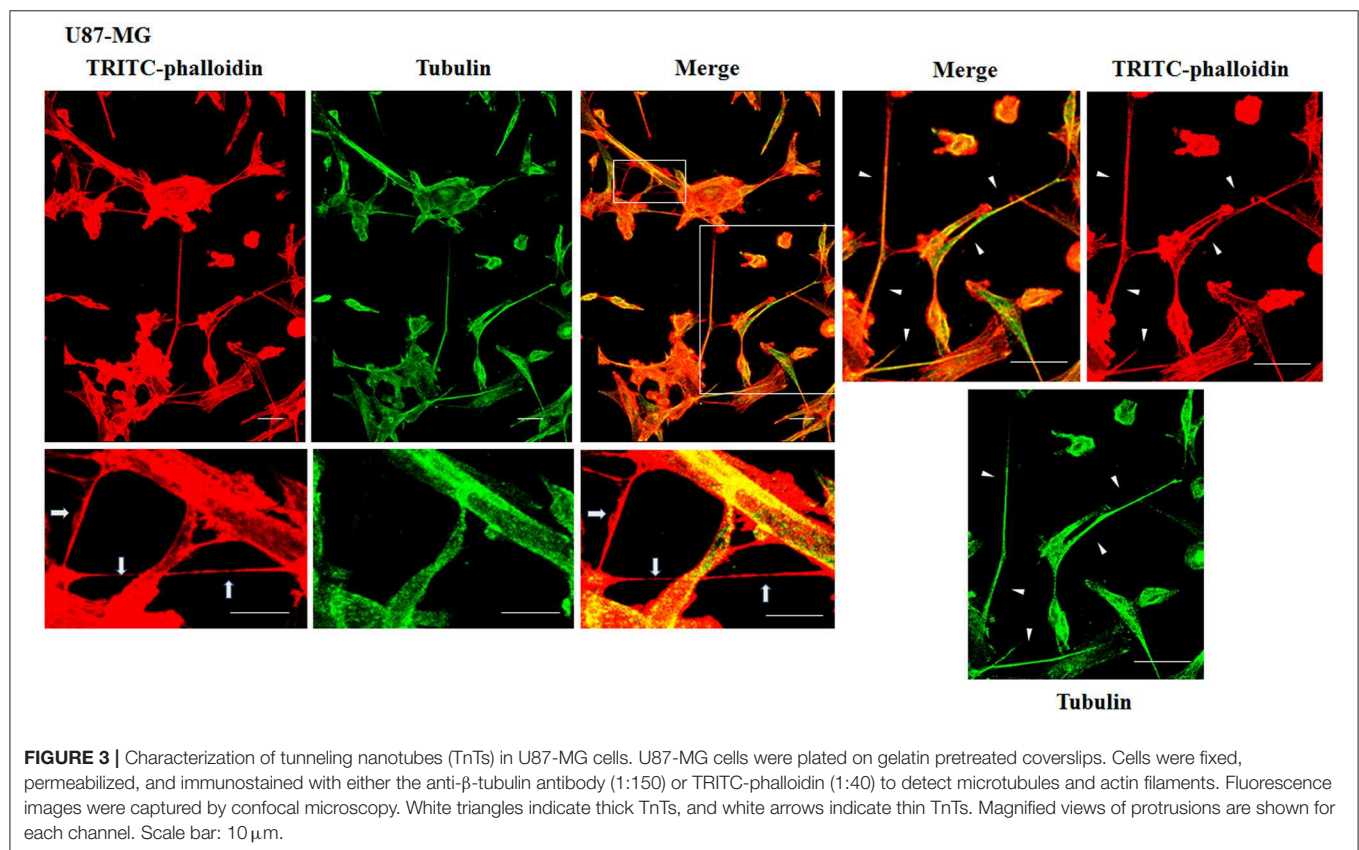 U87-MG
TRITC-phalloidin Tubulin Merge Merge TRITC-phalloidin
Tubulin
FIGURE 3 | Characterization of tunneling nanotubes (TnTs) in U87-MG cells. U87-MG cells were plated on gelatin pretreated coverslips. Cells were fixed,
permeabilized, and immunostained with either the anti-β-tubulin antibody (1:150) or TRITC-phalloidin (1:40) to detect microtubules and actin filaments. Fluorescence
images were captured by confocal microscopy. White triangles indicate thick TnTs, and white arrows indicate thin TnTs. Magnified views of protrusions are shown for
each channel. Scale bar: 10 μm.